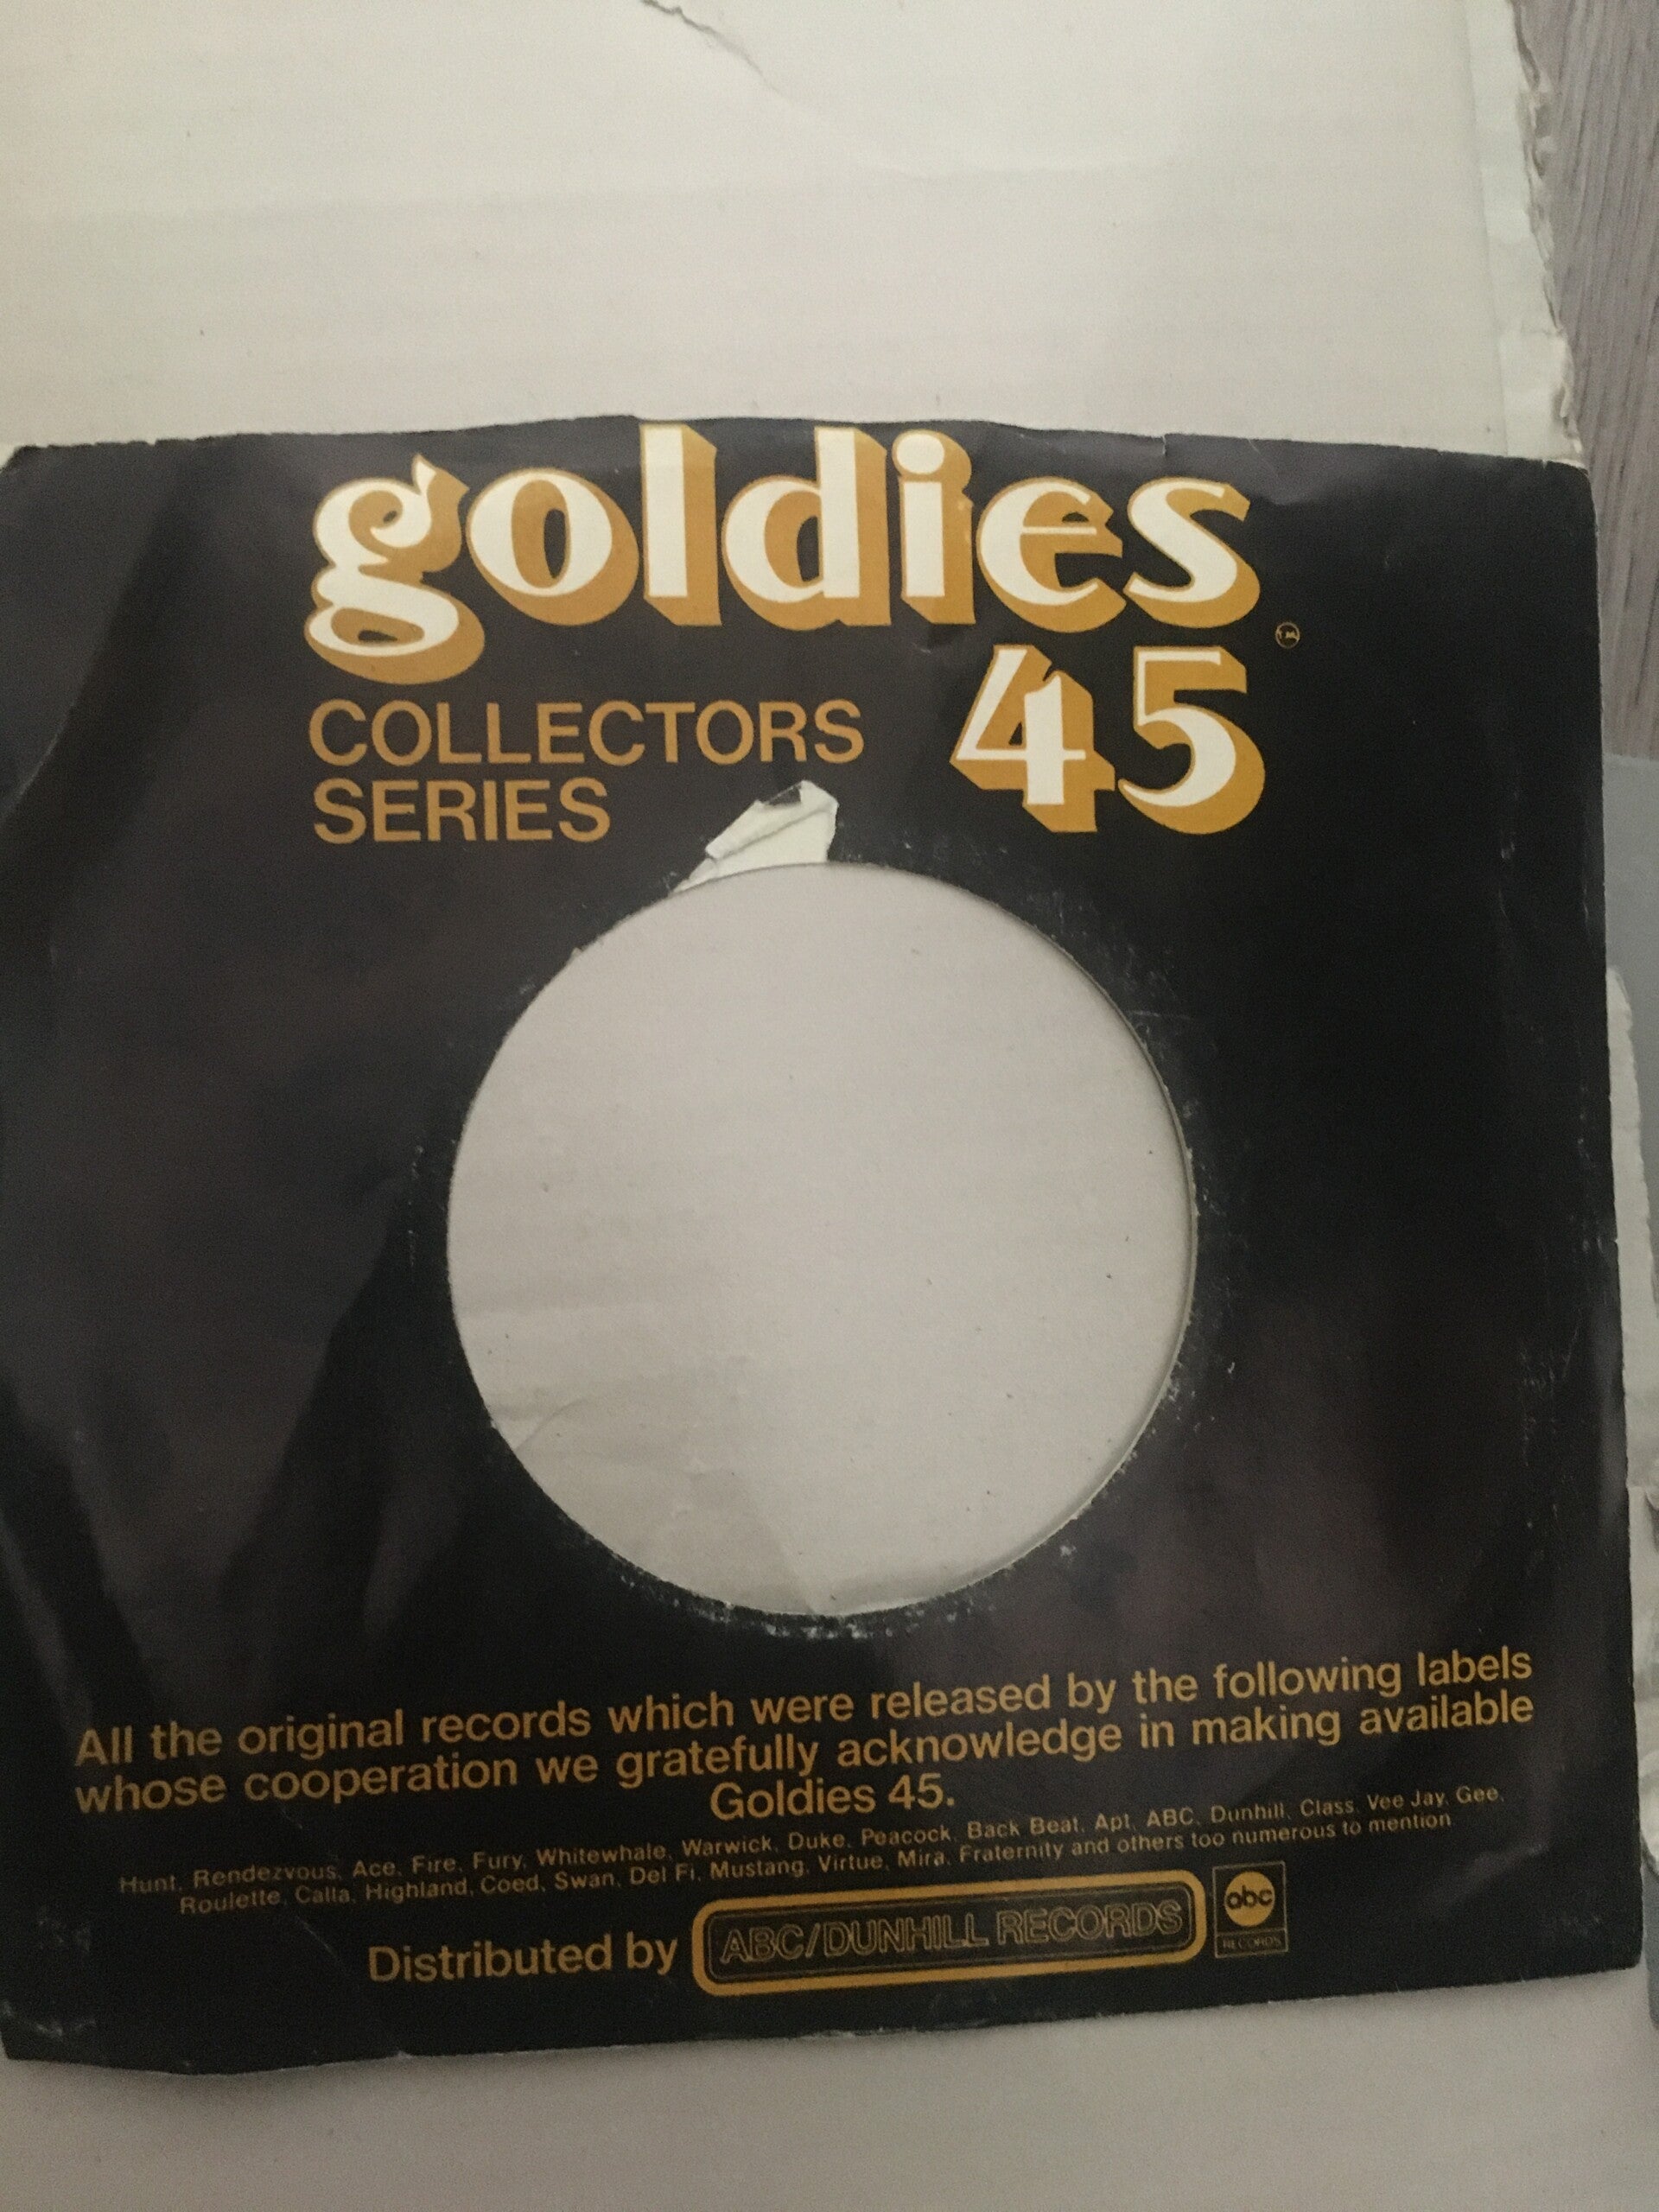 goldies
45
COLLECTORS
SERIES
All the original records which were released by the following labels
whose cooperation we gratefully acknowledge in making available
Goldies 45.
Hunt, Rendezvous, Ace, Fire, Fury, Whitewhale, Warwick, Duke, Peacock, Back Beat, Apt, ABC, Dunhill, Class, Vee Jay, Gee,
Roulette, Calla, Highland, Coed, Swan, Del Fi, Mustang, Virtue, Mira, Fraternity and others too numerous to mention
Distributed by ABC/DUNHILL RECORDS
abc
RECORDS